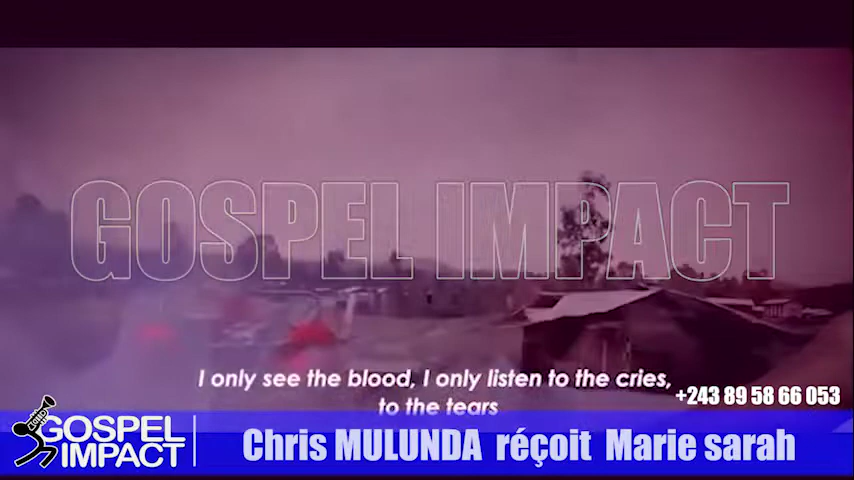 GOSPEL IMPACT
I only see the blood, I only listen to the cries,
to the tears
+243 89 58 66 053
GOSPEL
IMPACT
Chris MULUNDA réçoit Marie sarah